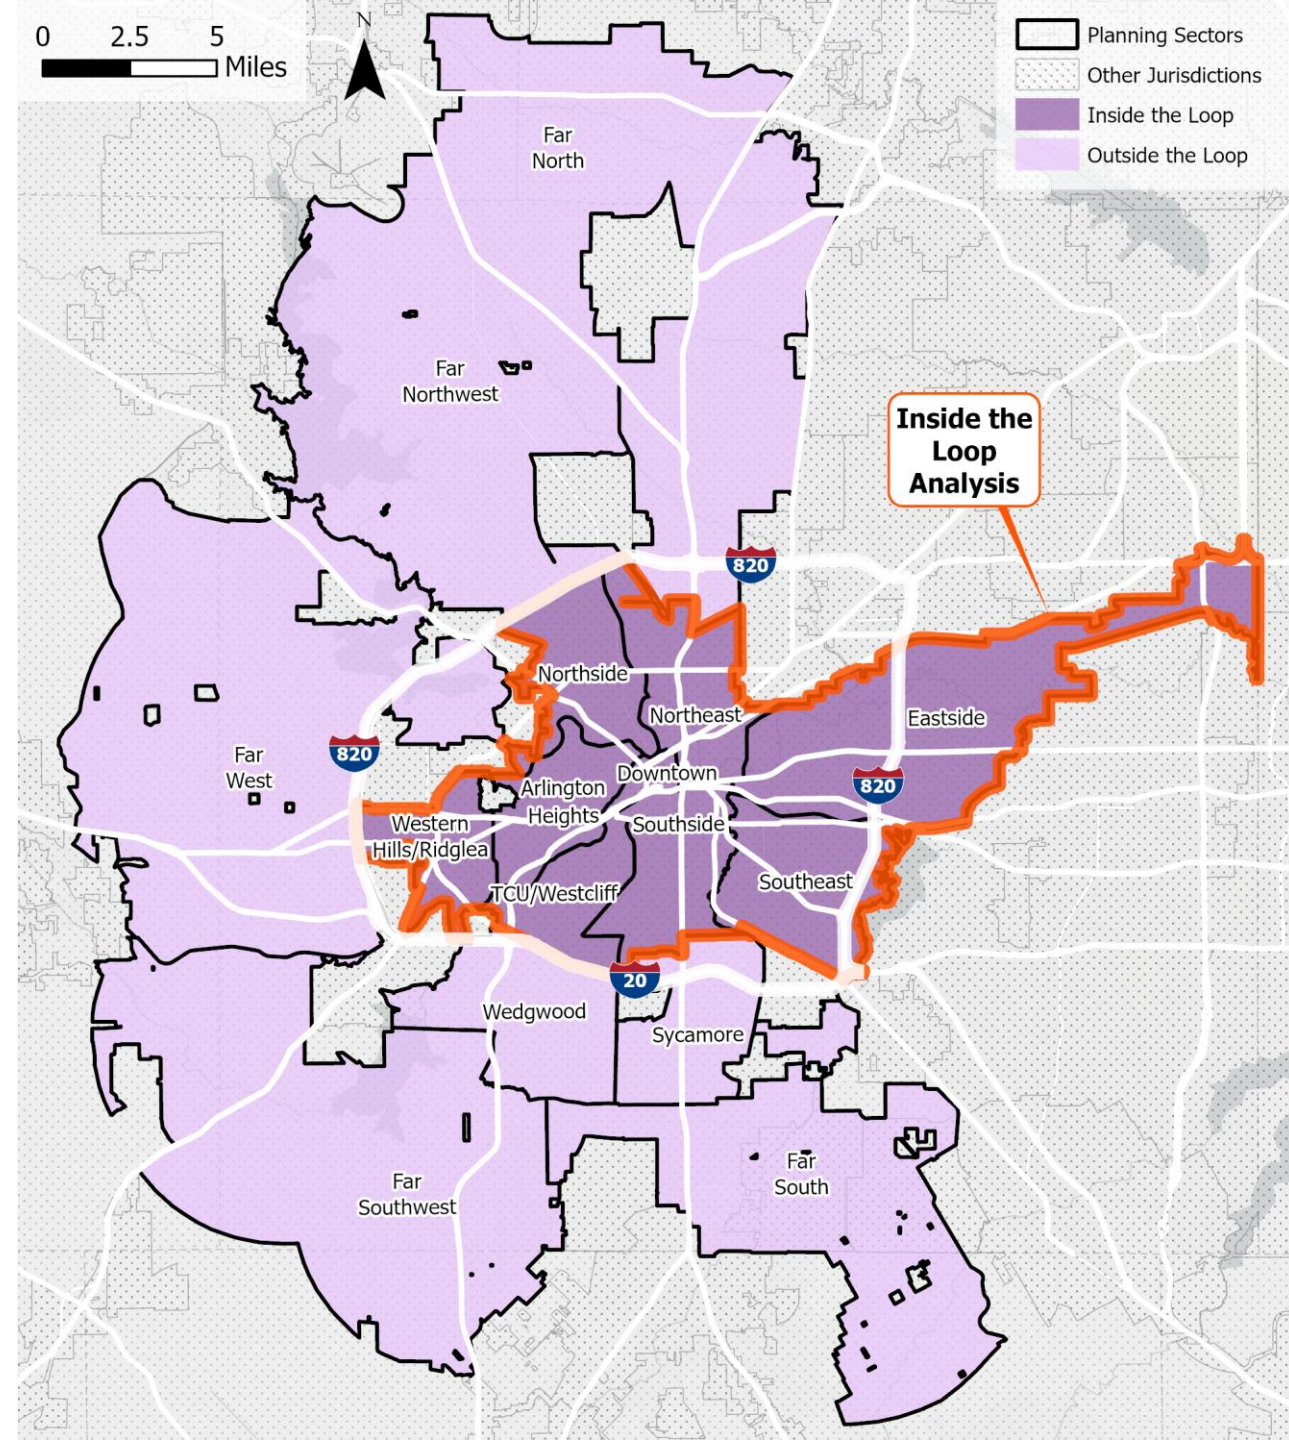 0 2.5 5
Miles
N
Planning Sectors
Other Jurisdictions
Inside the Loop
Outside the Loop
Far
North
Far
Northwest
Inside the
Loop
Analysis
820
Northside
Northeast
Eastside
820
Far
West
Downtown
820
Arlington
Heights
Western
Hills/Ridglea
Southside
TCU/Westcliff
Southeast
20
Wedgwood
Sycamore
Far
South
Far
Southwest